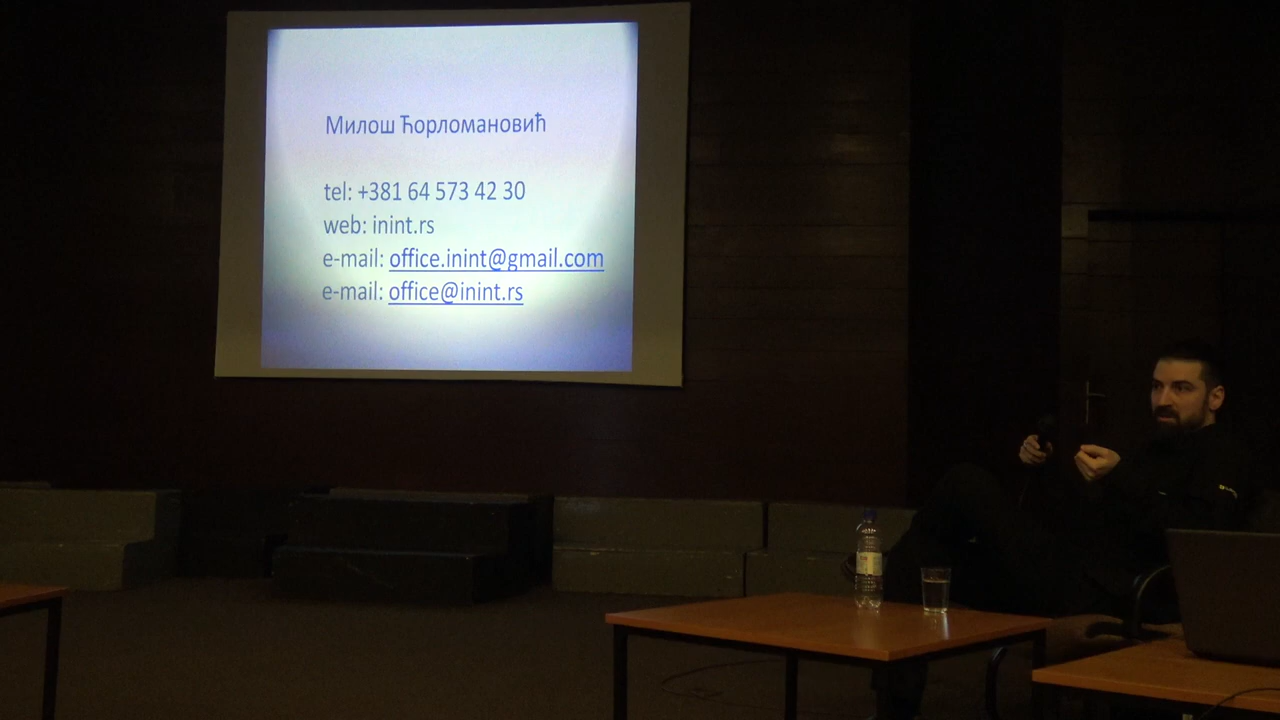 Милош Ћорломановић
tel: +381 64 573 42 30
web: inint.rs
e-mail: office.inint@gmail.com
e-mail: office@inint.rs